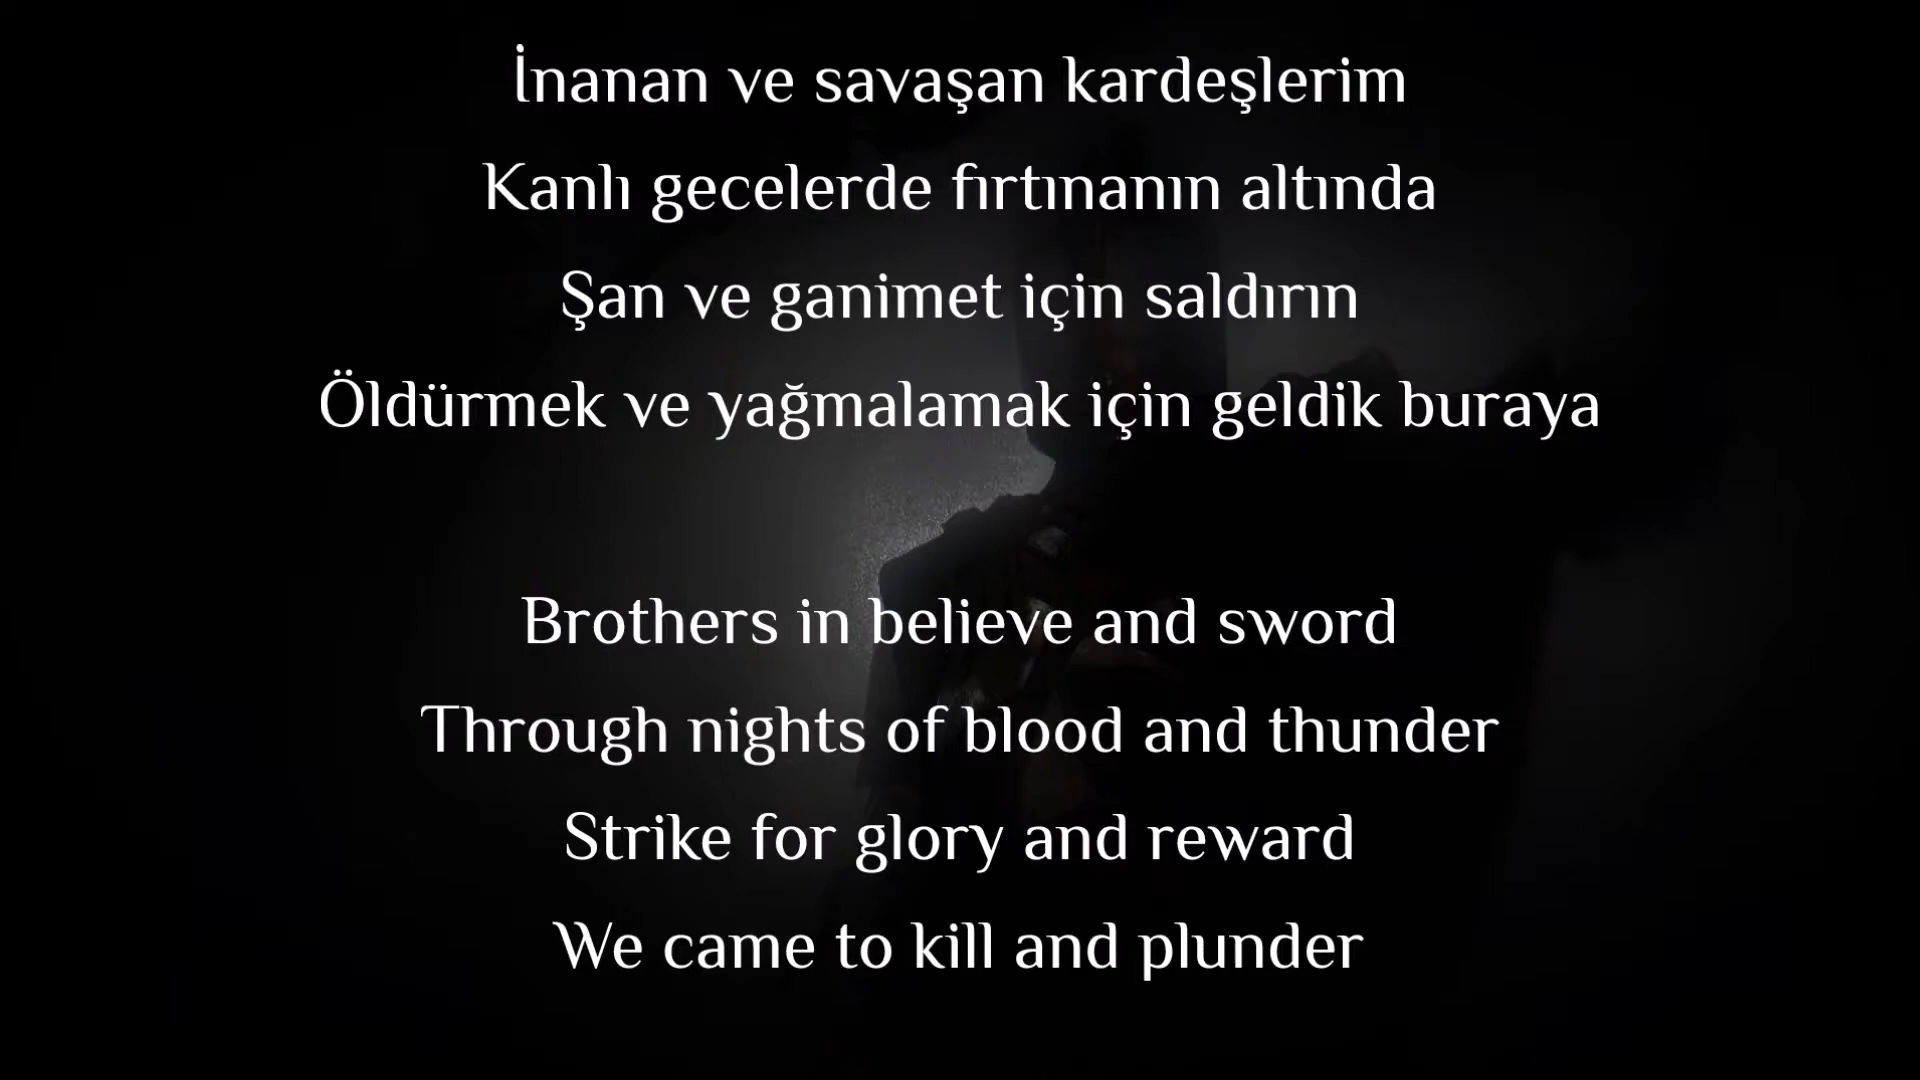 İnanan ve savaşan kardeşlerim
Kanlı gecelerde fırtınanın altında
Şan ve ganimet için saldırın
Öldürmek ve yağmalamak için geldik buraya
Brothers in believe and sword
Through nights of blood and thunder
Strike for glory and reward
We came to kill and plunder